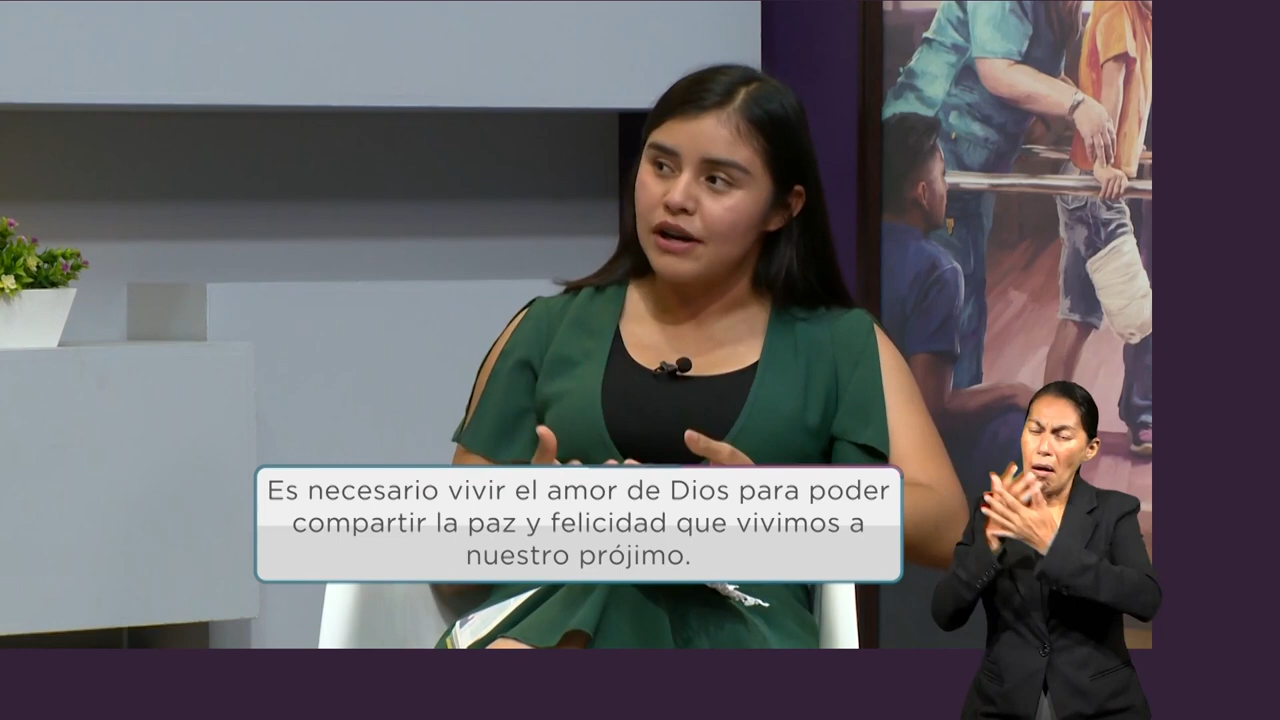 Es necesario vivir el amor de Dios para poder
compartir la paz y felicidad que vivimos a
nuestro prójimo.